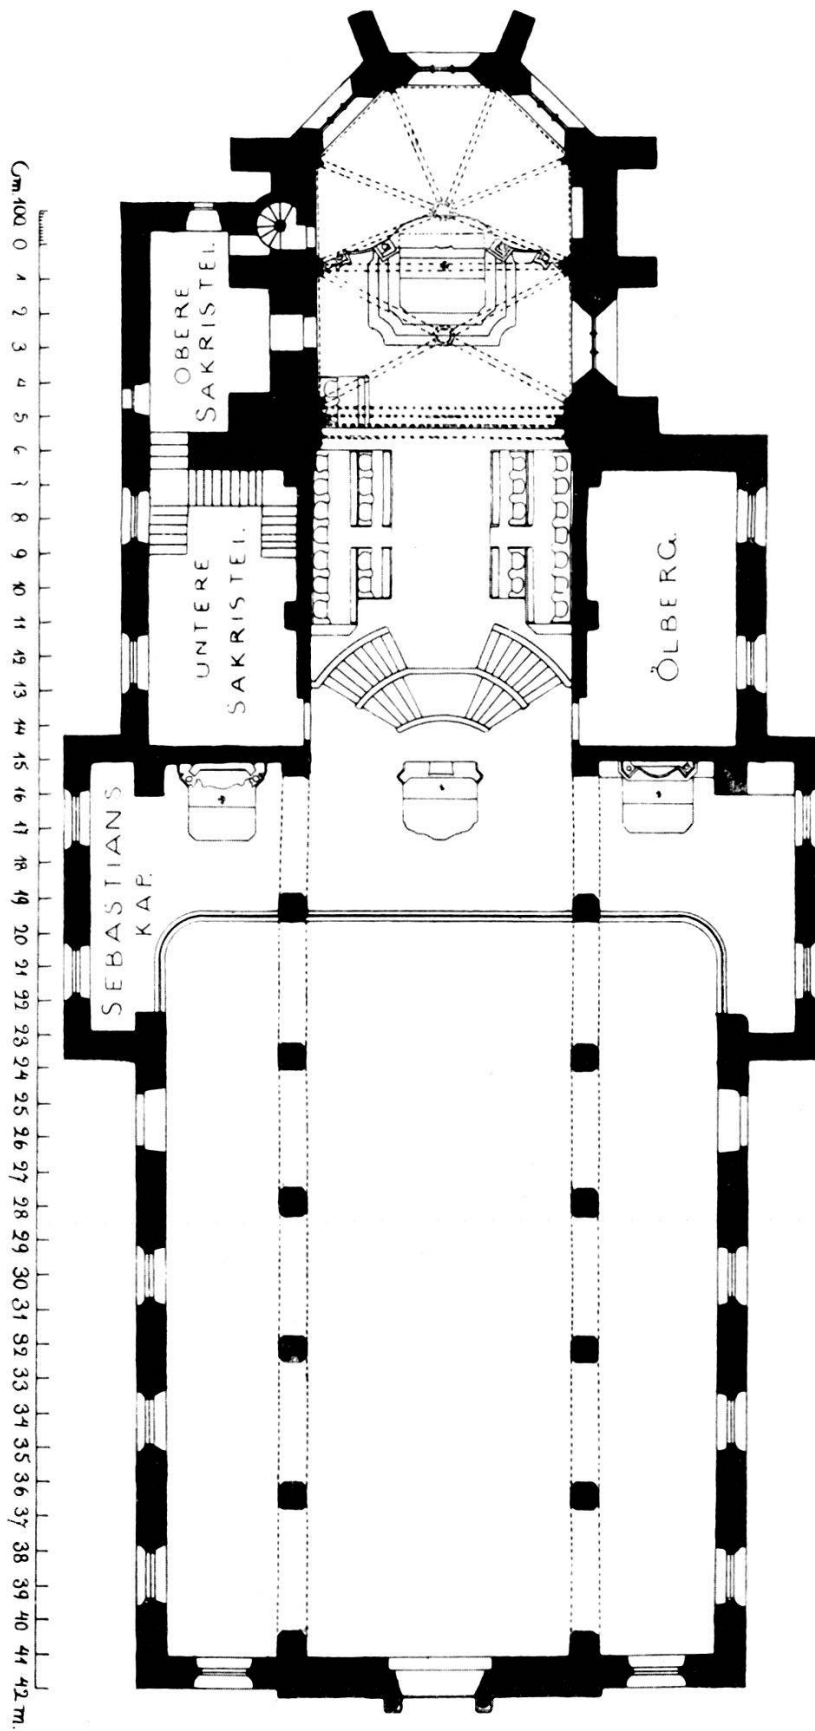 Cm 100 0 1 2 3 4 5 6 7 8 9 10 11 12 13 14 15 16 17 18 19 20 21 22 23 24 25 26 27 28 29 30 31 32 33 34 35 36 37 38 39 40 41 42 m.
OBERE
SAKRISTEI.
UNTERE
SAKRISTEI.
ÖLBERG.
SEBASTIANS
KAP.